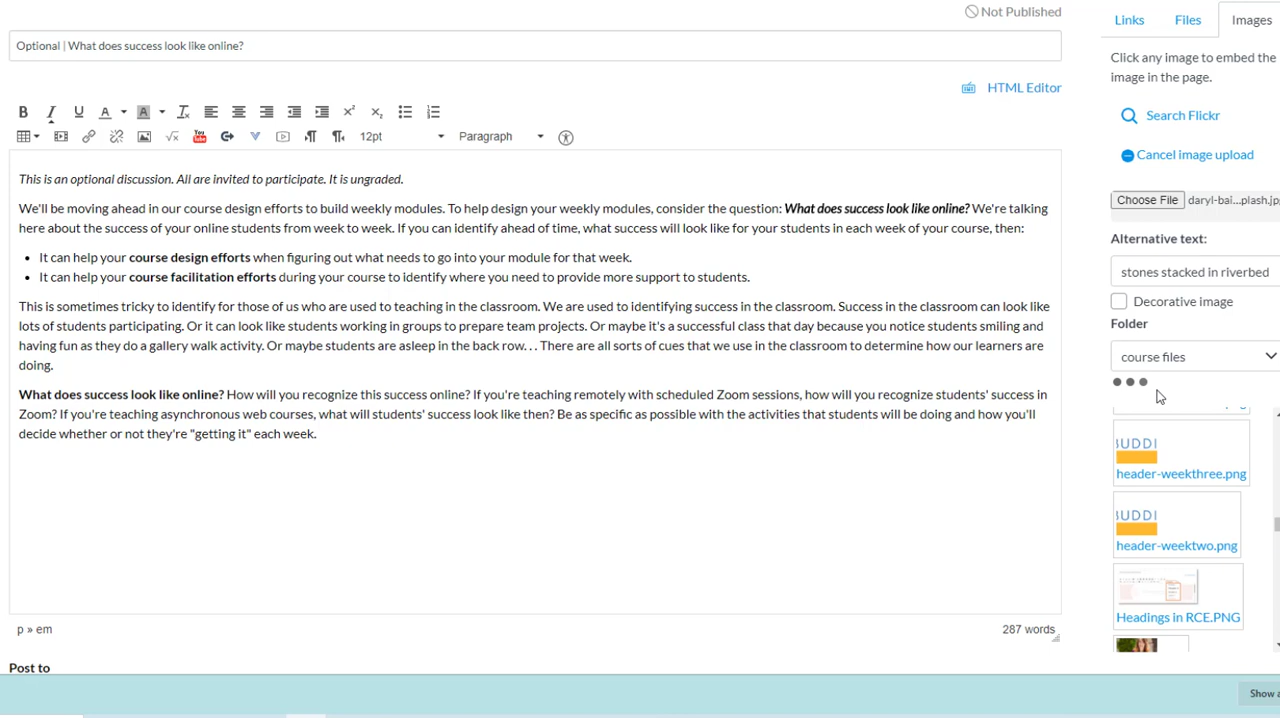 Not Published
Links Files Images
Optional | What does success look like online?
Click any image to embed the
image in the page.
HTML Editor
B I U A A x² x₂
Search Flickr
You
Tube
12pt Paragraph
Cancel image upload
This is an optional discussion. All are invited to participate. It is ungraded.
Choose File daryl-bai...plash.jp
We'll be moving ahead in our course design efforts to build weekly modules. To help design your weekly modules, consider the question: What does success look like online? We're talking
here about the success of your online students from week to week. If you can identify ahead of time, what success will look like for your students in each week of your course, then:
Alternative text:
• It can help your course design efforts when figuring out what needs to go into your module for that week.
• It can help your course facilitation efforts during your course to identify where you need to provide more support to students.
stones stacked in riverbed
Decorative image
This is sometimes tricky to identify for those of us who are used to teaching in the classroom. We are used to identifying success in the classroom. Success in the classroom can look like
lots of students participating. Or it can look like students working in groups to prepare team projects. Or maybe it's a successful class that day because you notice students smiling and
having fun as they do a gallery walk activity. Or maybe students are asleep in the back row. . . There are all sorts of cues that we use in the classroom to determine how our learners are
doing.
Folder
course files
What does success look like online? How will you recognize this success online? If you're teaching remotely with scheduled Zoom sessions, how will you recognize students' success in
Zoom? If you're teaching asynchronous web courses, what will students' success look like then? Be as specific as possible with the activities that students will be doing and how you'll
decide whether or not they're "getting it" each week.
BUDDI
header-weekthree.png
BUDDI
header-weektwo.png
Headings in RCE.PNG
p » em
287 words
Post to
Show a